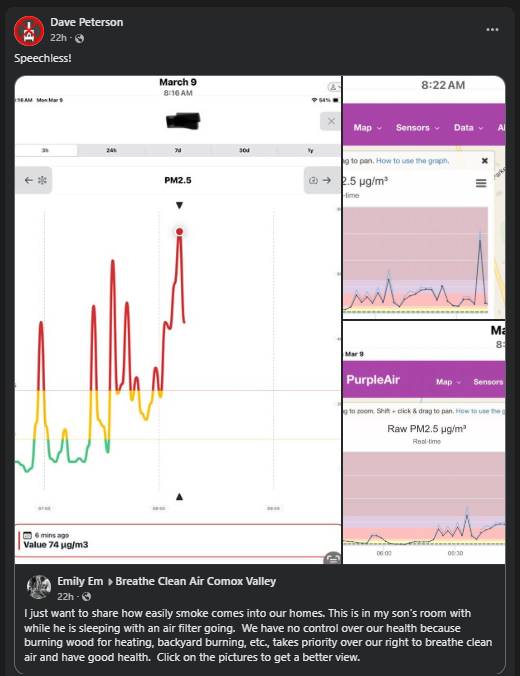 Dave Peterson
22h ·
Speechless!
March 9
8:16 AM
Mon Mar 9
54%
3h 24h 7d 30d 1y
PM2.5
6 mins ago
Value 74 µg/m3
8:22 AM
Map Sensors Data
g to pan. How to use the graph.
2.5 µg/m³
-time
Mar 9
PurpleAir Map Sensors
g to zoom. Shift + click & drag to pan. How to use the g
Raw PM2.5 µg/m³
Real-time
06:00 06:30
Emily Em ▸ Breathe Clean Air Comox Valley
22h ·
I just want to share how easily smoke comes into our homes. This is in my son's room with
while he is sleeping with an air filter going. We have no control over our health because
burning wood for heating, backyard burning, etc., takes priority over our right to breathe clean
air and have good health. Click on the pictures to get a better view.